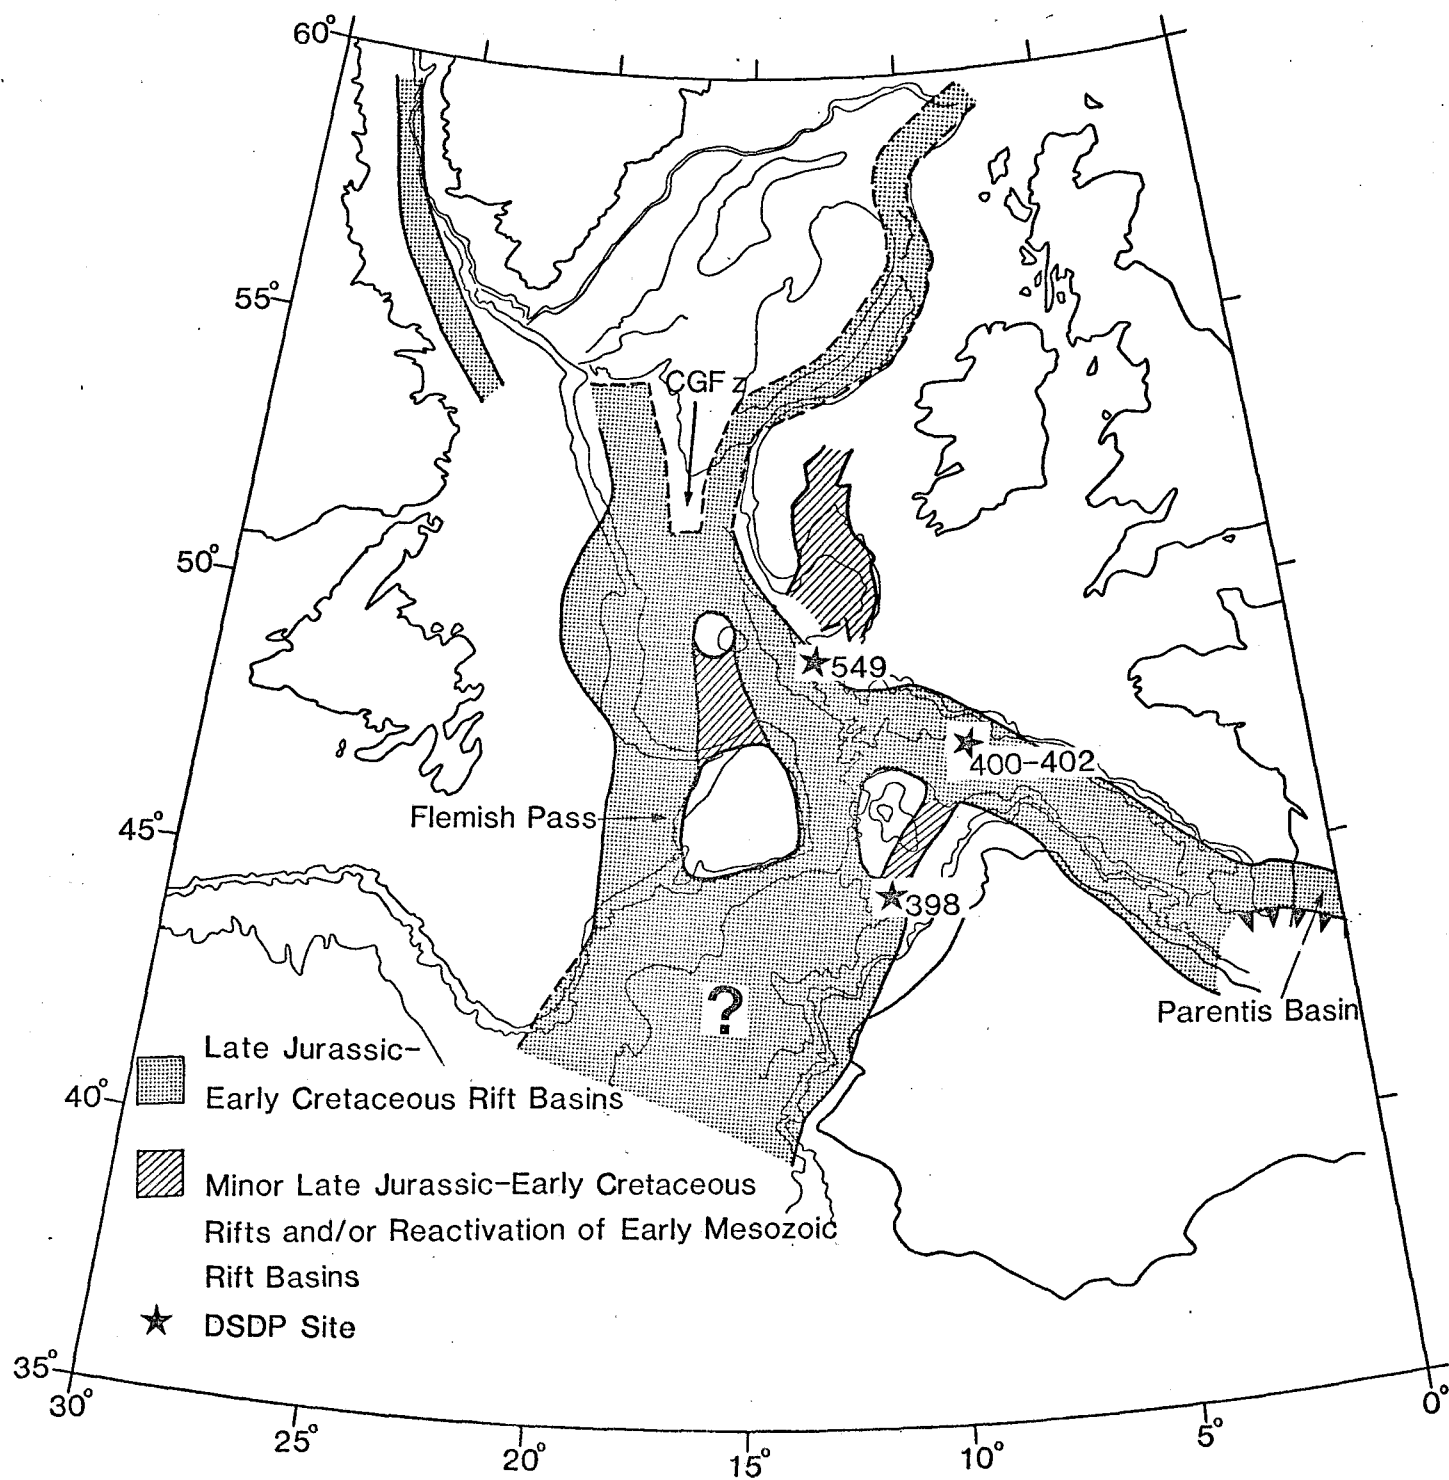 60°
CGFz
55°
50°
549
400-402
Flemish Pass
45°
398
?
Parentis Basin
Late Jurassic-
Early Cretaceous Rift Basins
40°
Minor Late Jurassic-Early Cretaceous
Rifts and/or Reactivation of Early Mesozoic
Rift Basins
DSDP Site
35°
30°
25°
20°
15°
10°
5°
0°